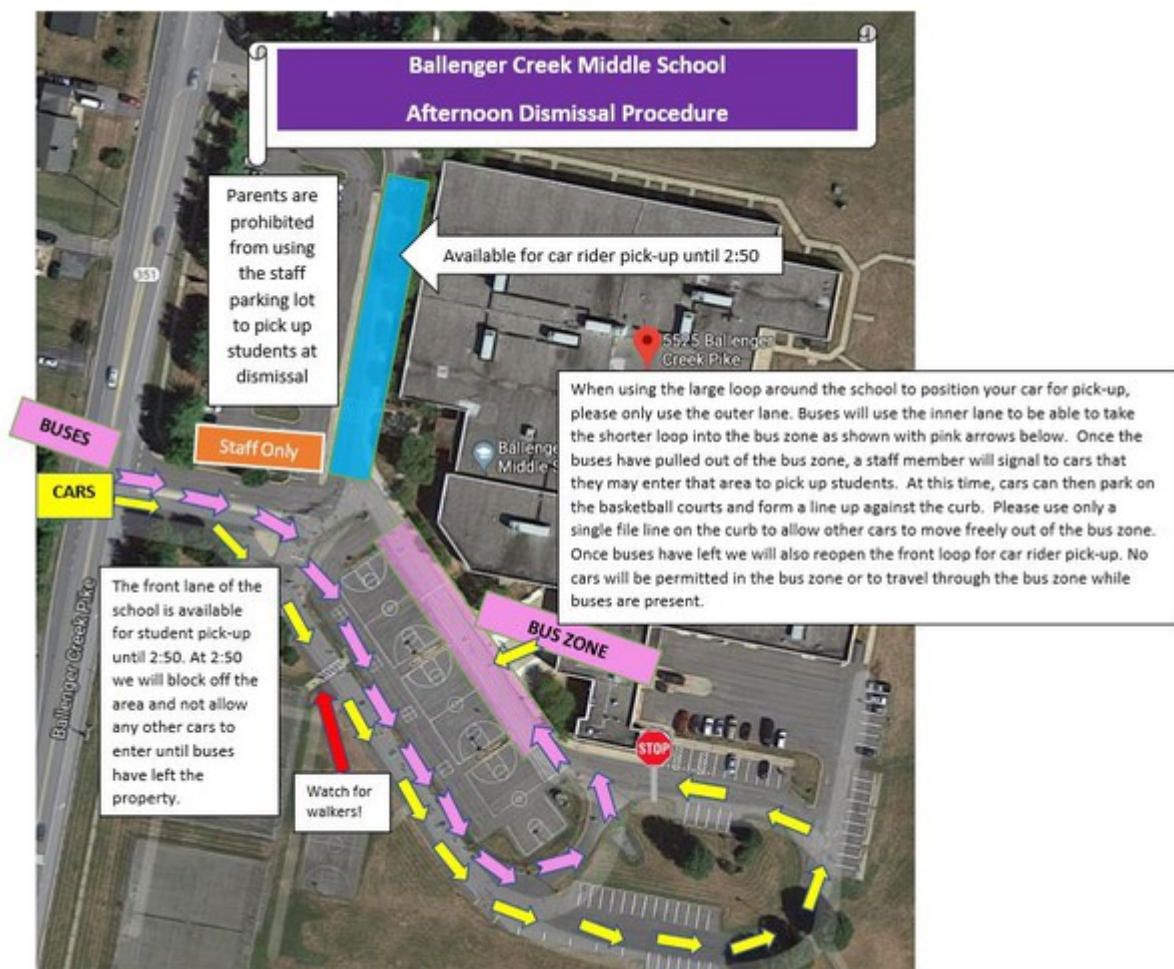 Ballenger Creek Middle School
Afternoon Dismissal Procedure
Parents are
prohibited
from using
the staff
parking lot
to pick up
students at
dismissal
Available for car rider pick-up until 2:50
351
5525 Ballenger
Creek Pike
When using the large loop around the school to position your car for pick-up,
please only use the outer lane. Buses will use the inner lane to be able to take
the shorter loop into the bus zone as shown with pink arrows below. Once the
buses have pulled out of the bus zone, a staff member will signal to cars that
they may enter that area to pick up students. At this time, cars can then park on
the basketball courts and form a line up against the curb. Please use only a
single file line on the curb to allow other cars to move freely out of the bus zone.
Once buses have left we will also reopen the front loop for car rider pick-up. No
cars will be permitted in the bus zone or to travel through the bus zone while
buses are present.
BUSES
Staff Only
Ballenge
Middle S
CARS
The front lane of the
school is available
for student pick-up
until 2:50. At 2:50
we will block off the
area and not allow
any other cars to
enter until buses
have left the
property.
Ballenger Creek Pike
BUS ZONE
STOP
Watch for
walkers!